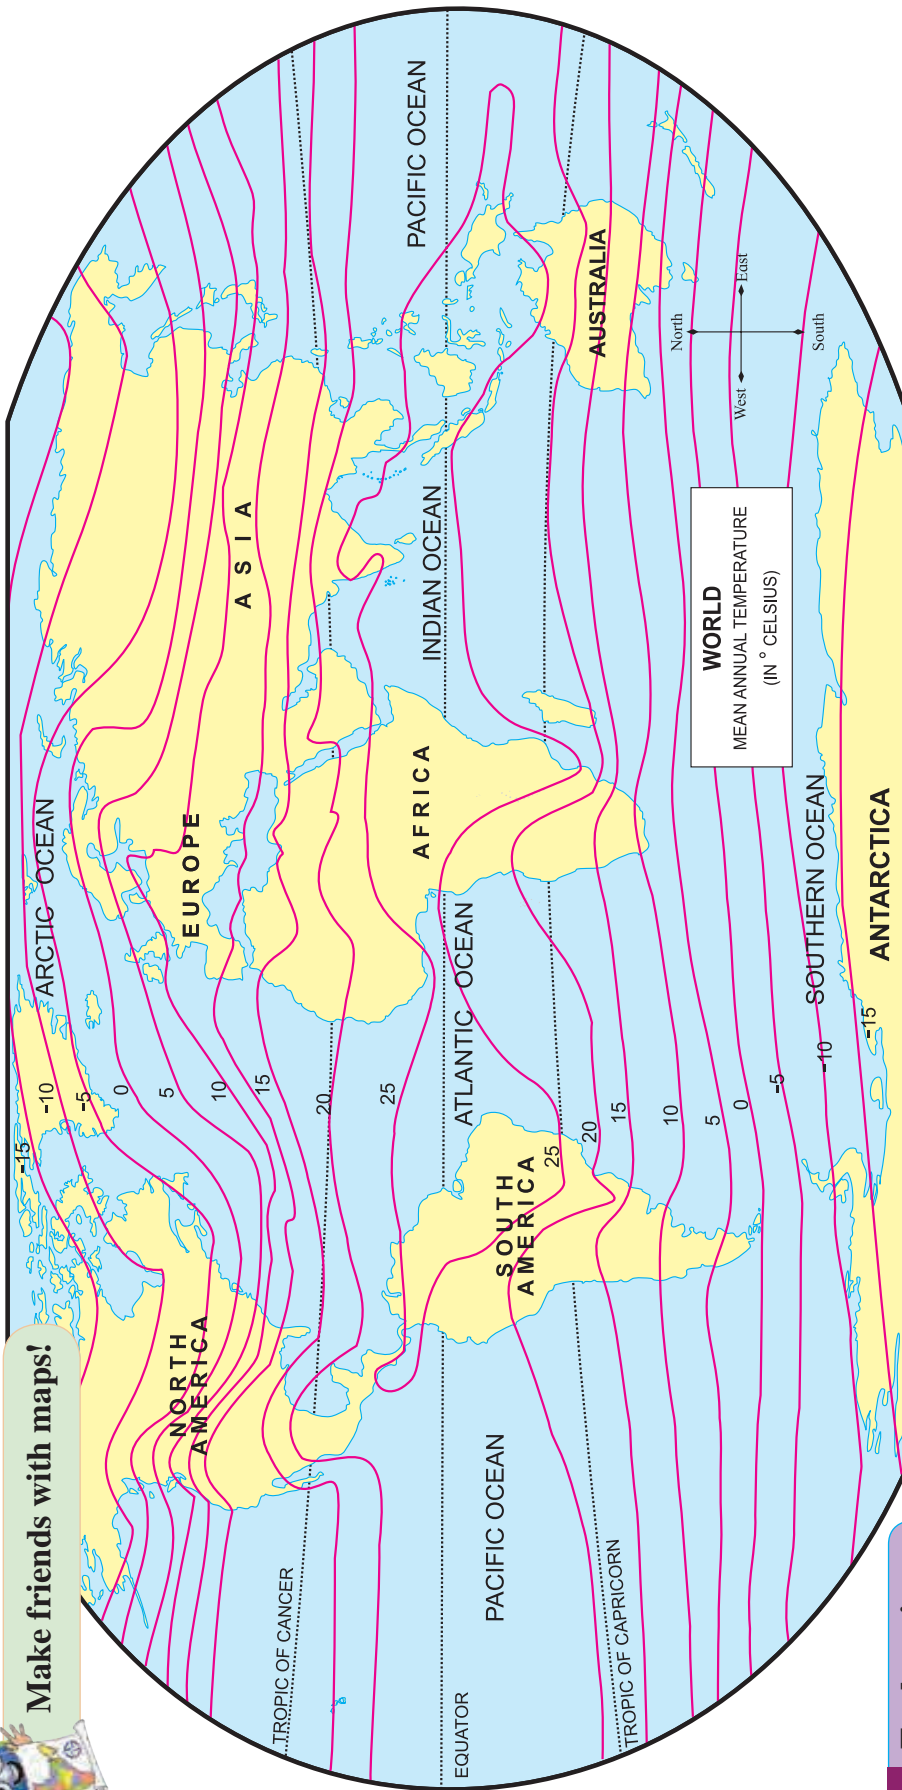 Make friends with maps!
ARCTIC OCEAN
-15
-10
-5
0
5
10
15
20
25
NORTH
AMERICA
EUROPE
ASIA
TROPIC OF CANCER
PACIFIC OCEAN
ATLANTIC OCEAN
AFRICA
INDIAN OCEAN
PACIFIC OCEAN
EQUATOR
SOUTH
AMERICA
AUSTRALIA
TROPIC OF CAPRICORN
25
20
15
10
5
0
-5
-10
-15
North
West
East
South
WORLD
MEAN ANNUAL TEMPERATURE
(IN ° CELSIUS)
SOUTHERN OCEAN
ANTARCTICA